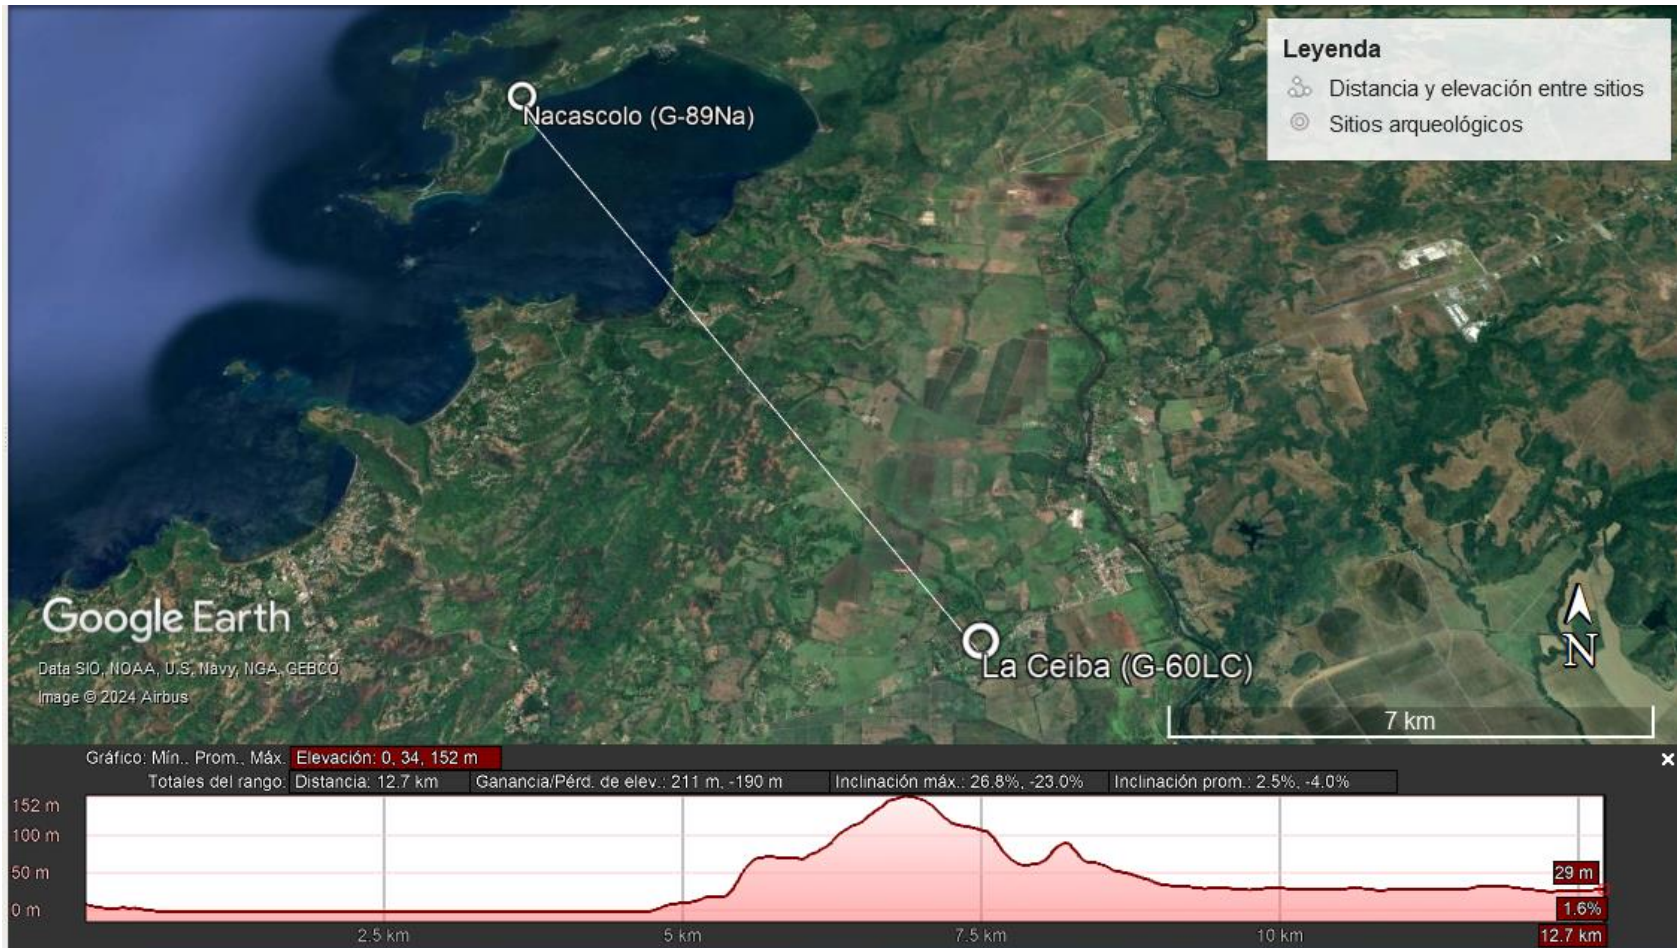 Leyenda
Distancia y elevación entre sitios
Sitios arqueológicos
Nacascolo (G-89Na)
La Ceiba (G-60LC)
Google Earth
Data SIO, NOAA, U.S. Navy, NGA, GEBCO
Image © 2024 Airbus
N
7 km
Gráfico: Mín., Prom., Máx. Elevación: 0, 34, 152 m
Totales del rango: Distancia: 12.7 km Ganancia/Pérd. de elev.: 211 m, -190 m Inclinación máx.: 26.8%, -23.0% Inclinación prom.: 2.5%, -4.0%
152 m
100 m
50 m
0 m
29 m
1.6%
2.5 km 5 km 7.5 km 10 km 12.7 km